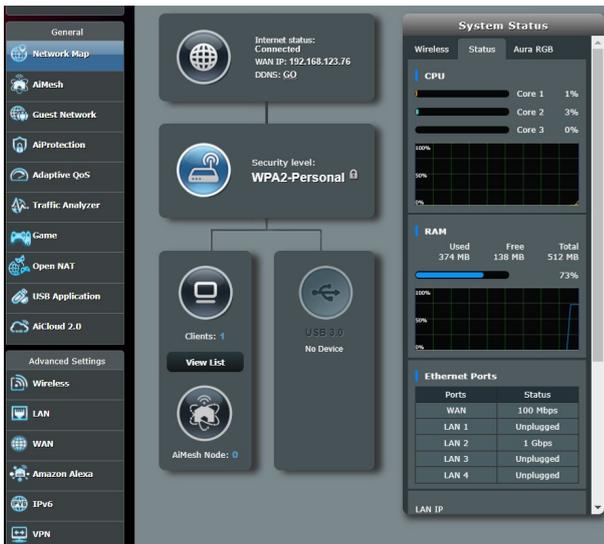 General
Network Map
AiMesh
Guest Network
AiProtection
Adaptive QoS
Traffic Analyzer
Game
Open NAT
USB Application
AiCloud 2.0
Advanced Settings
Wireless
LAN
WAN
Amazon Alexa
IPv6
VPN
Internet status:
Connected
WAN IP: 192.168.123.76
DDNS: GO
Security level:
WPA2-Personal
Clients: 1
View List
AiMesh Node: 0
USB 3.0
No Device
System Status
Wireless Status Aura RGB
CPU
Core 1 1%
Core 2 3%
Core 3 0%
100%
50%
0%
RAM
Used Free Total
374 MB 138 MB 512 MB
73%
100%
50%
0%
Ethernet Ports
Ports Status
WAN 100 Mbps
LAN 1 Unplugged
LAN 2 1 Gbps
LAN 3 Unplugged
LAN 4 Unplugged
LAN IP